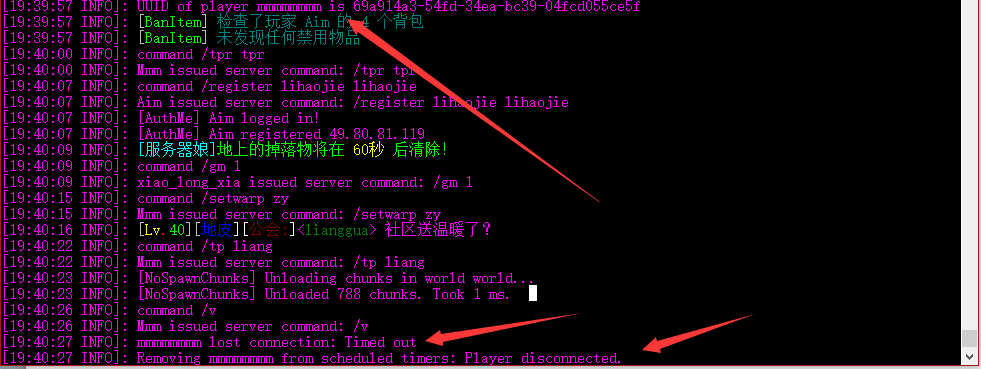 [19:39:57 INFO]: UUID of player mmmmmmmmm is 69a914a3-54fd-34ea-bc39-04fcd055ce5f
[19:39:57 INFO]: [BanItem] 检查了玩家 Aim 的 4 个背包
[19:39:57 INFO]: [BanItem] 未发现任何禁用物品
[19:40:00 INFO]: command /tpr tpr
[19:40:00 INFO]: Mmm issued server command: /tpr tpr
[19:40:07 INFO]: command /register lihaojie lihaojie
[19:40:07 INFO]: Aim issued server command: /register lihaojie lihaojie
[19:40:07 INFO]: [AuthMe] Aim logged in!
[19:40:07 INFO]: [AuthMe] Aim registered 49.80.81.119
[19:40:09 INFO]: [服务器娘]地上的掉落物将在 60秒 后清除!
[19:40:09 INFO]: command /gm 1
[19:40:09 INFO]: xiao_long_xia issued server command: /gm 1
[19:40:15 INFO]: command /setwarp zy
[19:40:15 INFO]: Mmm issued server command: /setwarp zy
[19:40:16 INFO]: [Lv.40][地皮][公会:]<lianggua> 社区送温暖了?
[19:40:22 INFO]: command /tp liang
[19:40:22 INFO]: Mmm issued server command: /tp liang
[19:40:23 INFO]: [NoSpawnChunks] Unloading chunks in world world...
[19:40:23 INFO]: [NoSpawnChunks] Unloaded 788 chunks. Took 1 ms.
[19:40:26 INFO]: command /v
[19:40:26 INFO]: Mmm issued server command: /v
[19:40:27 INFO]: mmmmmmmmm lost connection: Timed out
[19:40:27 INFO]: Removing mmmmmmmmm from scheduled timers: Player disconnected.